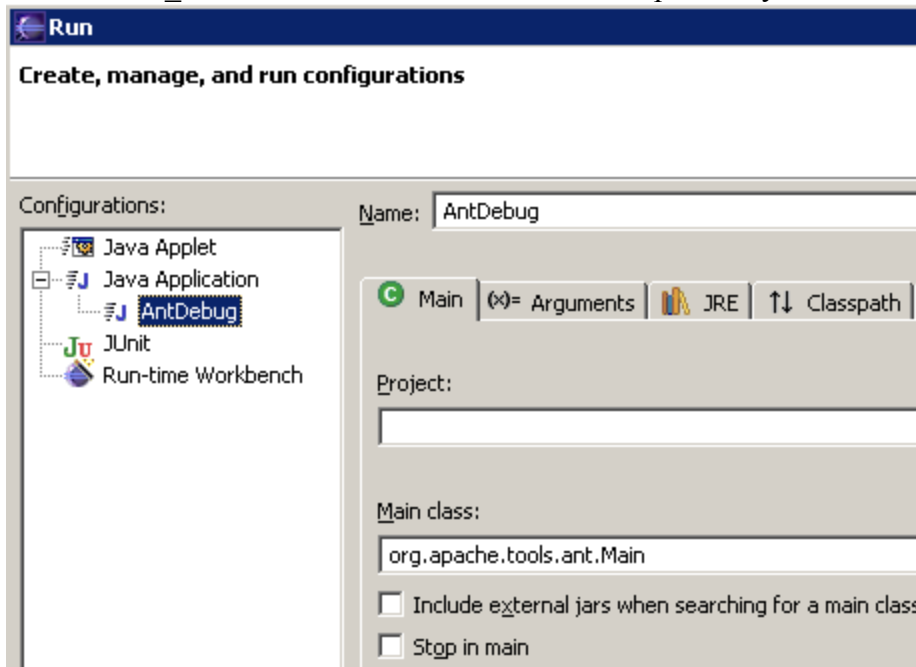 Run
Create, manage, and run configurations
Configurations:
Java Applet
Java Application
AntDebug
JUnit
Run-time Workbench
Name: AntDebug
Main (x)= Arguments JRE Classpath
Project:
Main class:
org.apache.tools.ant.Main
Include external jars when searching for a main class
Stop in main